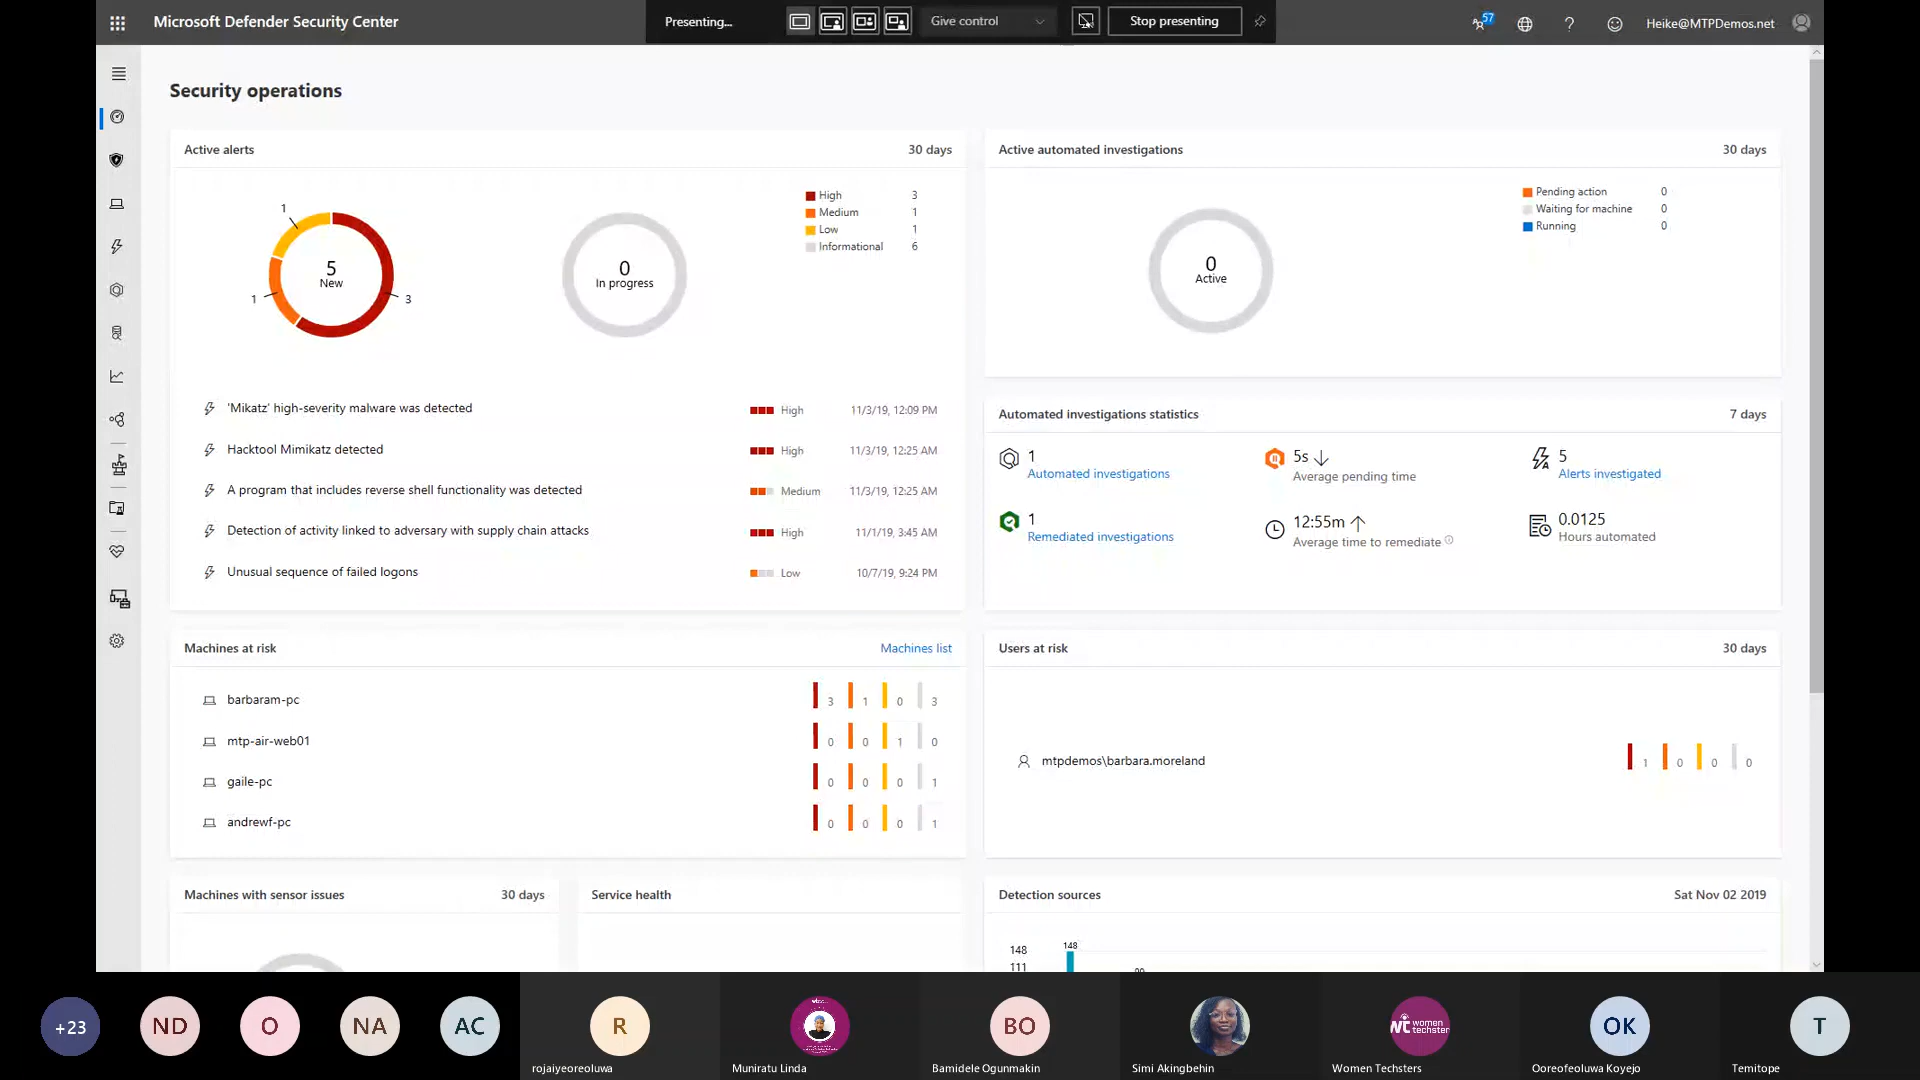 Microsoft Defender Security Center
Presenting...
Give control
Stop presenting
57
Heike@MTPDemos.net
Security operations
Active alerts
30 days
1
5
New
1
3
0
In progress
High 3
Medium 1
Low 1
Informational 6
'Mikatz' high-severity malware was detected High 11/3/19, 12:09 PM
Hacktool Mimikatz detected High 11/3/19, 12:25 AM
A program that includes reverse shell functionality was detected Medium 11/3/19, 12:25 AM
Detection of activity linked to adversary with supply chain attacks High 11/1/19, 3:45 AM
Unusual sequence of failed logons Low 10/7/19, 9:24 PM
Active automated investigations
30 days
0
Active
Pending action 0
Waiting for machine 0
Running 0
Automated investigations statistics
7 days
1
Automated investigations
5s
Average pending time
5
Alerts investigated
1
Remediated investigations
12:55m
Average time to remediate
0.0125
Hours automated
Machines at risk
Machines list
barbaram-pc 3 1 0 3
mtp-air-web01 0 0 1 0
gaile-pc 0 0 0 1
andrewf-pc 0 0 0 1
Users at risk
30 days
mtpdemos\barbara.moreland 1 0 0 0
Machines with sensor issues
30 days
Service health
Detection sources
Sat Nov 02 2019
148
111
148
+23
ND
O
NA
AC
R
rojaiyeoreoluwa
Muniratu Linda
BO
Bamidele Ogunmakin
Simi Akingbehin
women
techster
Women Techsters
OK
Ooreofeoluwa Koyejo
T
Temitope